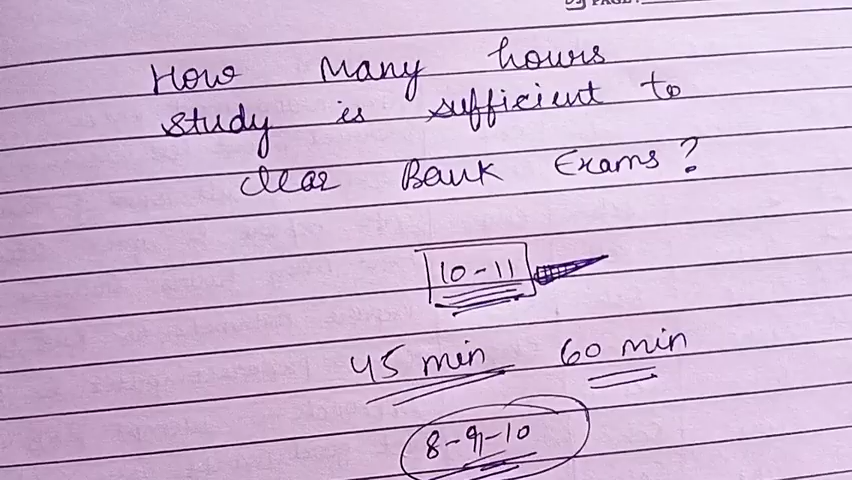 How Many hours
study is sufficient to
clear Bank Exams?
10-11
45 min 60 min
8-9-10